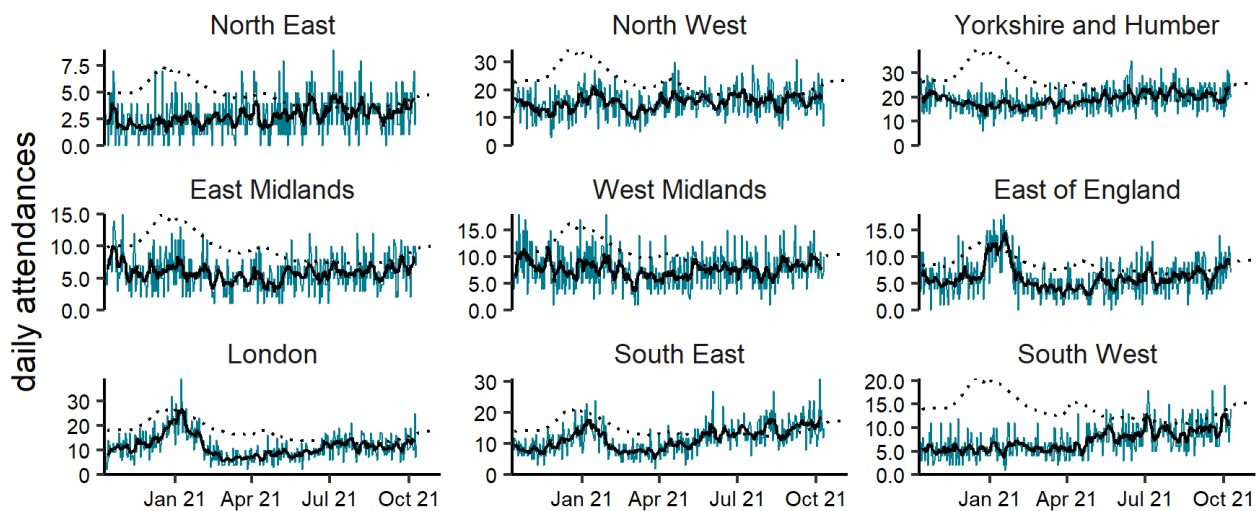 North East
North West
Yorkshire and Humber
7.5
5.0
2.5
0.0
30
20
10
0
30
20
10
0
East Midlands
West Midlands
East of England
15.0
10.0
5.0
0.0
15.0
10.0
5.0
0.0
15.0
10.0
5.0
0.0
daily attendances
London
South East
South West
30
20
10
0
30
20
10
0
20.0
15.0
10.0
5.0
0.0
Jan 21 Apr 21 Jul 21 Oct 21
Jan 21 Apr 21 Jul 21 Oct 21
Jan 21 Apr 21 Jul 21 Oct 21